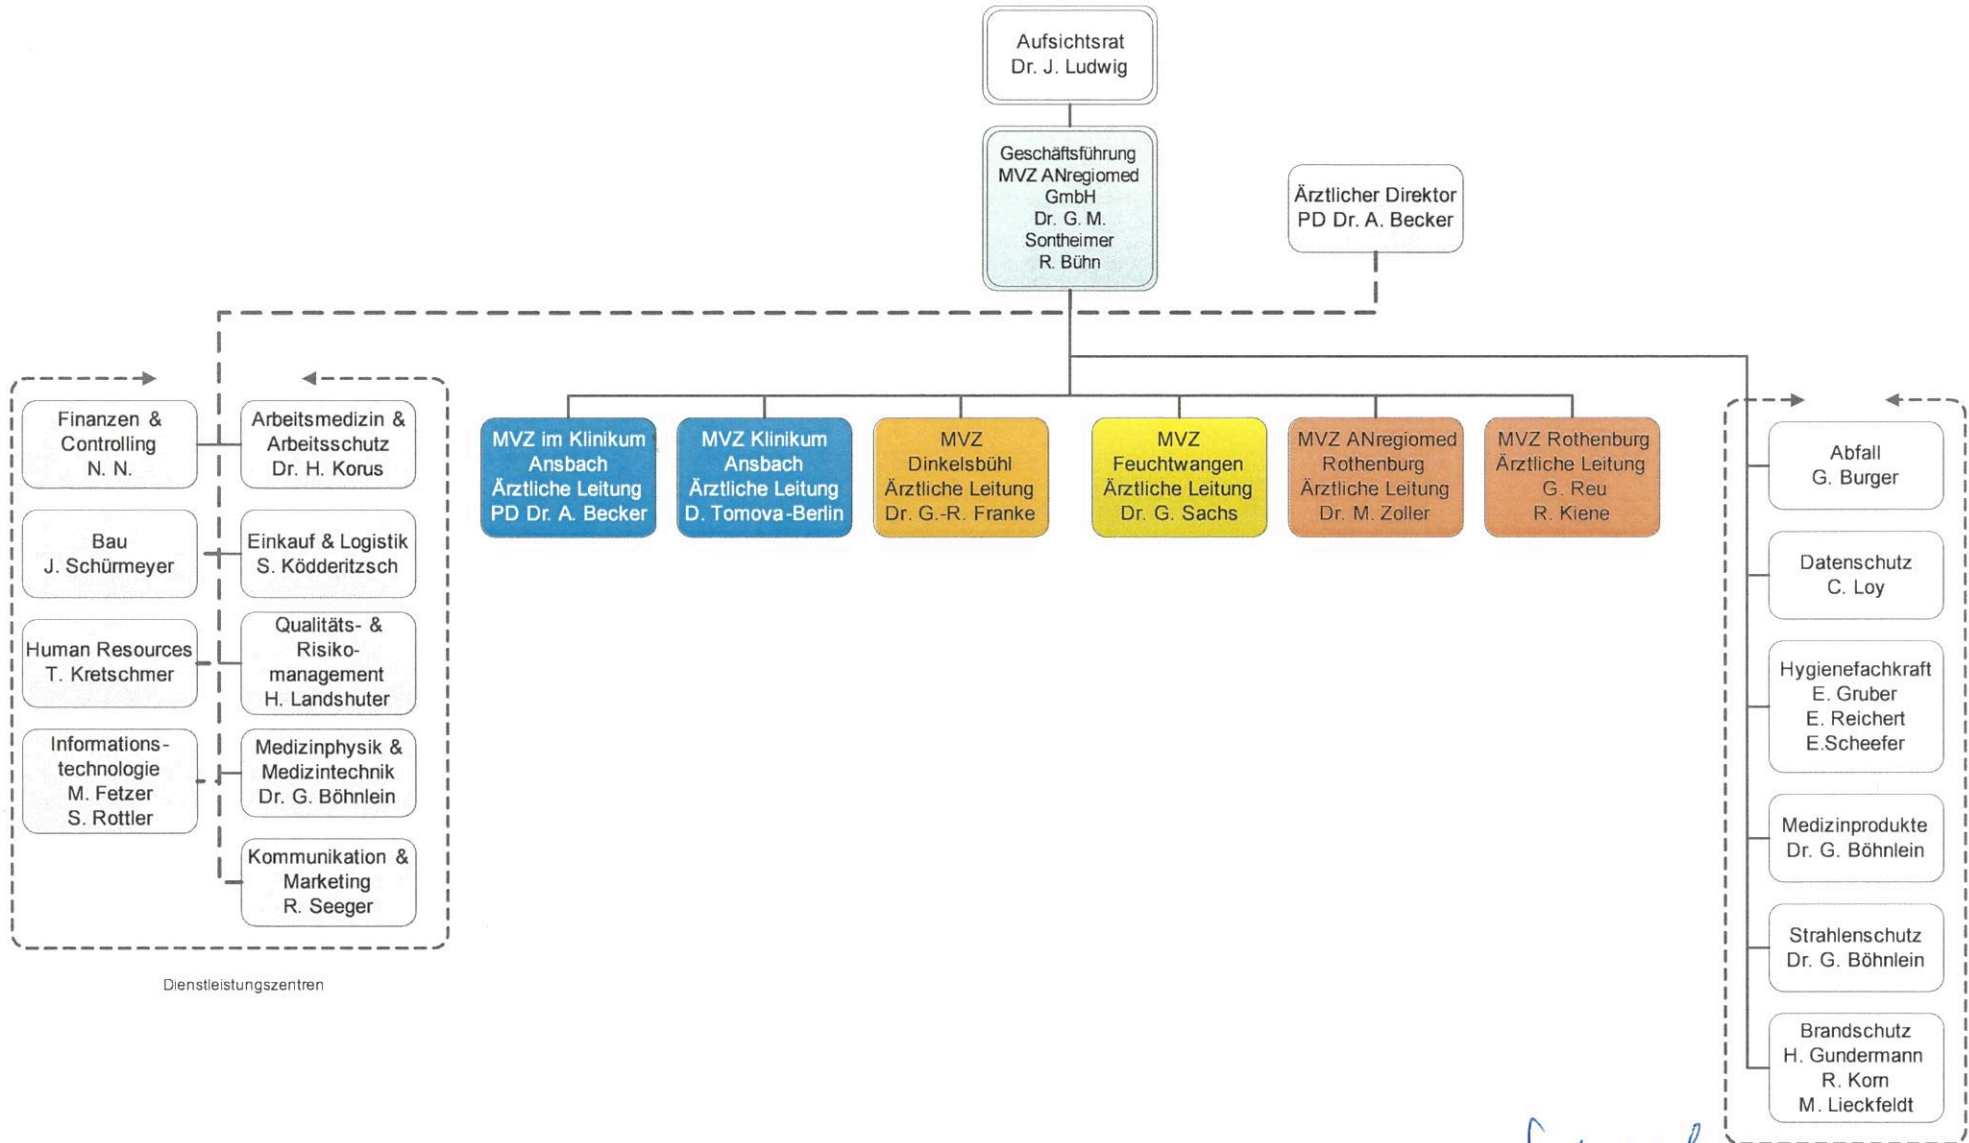 Aufsichtsrat
Dr. J. Ludwig
Geschäftsführung
MVZ ANregiomed
GmbH
Dr. G. M.
Sontheimer
R. Bühn
Ärztlicher Direktor
PD Dr. A. Becker
Finanzen &
Controlling
N. N.
Arbeitsmedizin &
Arbeitsschutz
Dr. H. Korus
Bau
J. Schürmeyer
Einkauf & Logistik
S. Ködderitzsch
Human Resources
T. Kretschmer
Qualitäts- &
Risiko-
management
H. Landshuter
Informations-
technologie
M. Fetzer
S. Rottler
Medizinphysik &
Medizintechnik
Dr. G. Böhnlein
Kommunikation &
Marketing
R. Seeger
Dienstleistungszentren
MVZ im Klinikum
Ansbach
Ärztliche Leitung
PD Dr. A. Becker
MVZ Klinikum
Ansbach
Ärztliche Leitung
D. Tomova-Berlin
MVZ
Dinkelsbühl
Ärztliche Leitung
Dr. G.-R. Franke
MVZ
Feuchtwangen
Ärztliche Leitung
Dr. G. Sachs
MVZ ANregiomed
Rothenburg
Ärztliche Leitung
Dr. M. Zoller
MVZ Rothenburg
Ärztliche Leitung
G. Reu
R. Kiene
Abfall
G. Burger
Datenschutz
C. Loy
Hygienefachkraft
E. Gruber
E. Reichert
E.Scheefer
Medizinprodukte
Dr. G. Böhnlein
Strahlenschutz
Dr. G. Böhnlein
Brandschutz
H. Gundermann
R. Korn
M. Lieckfeldt